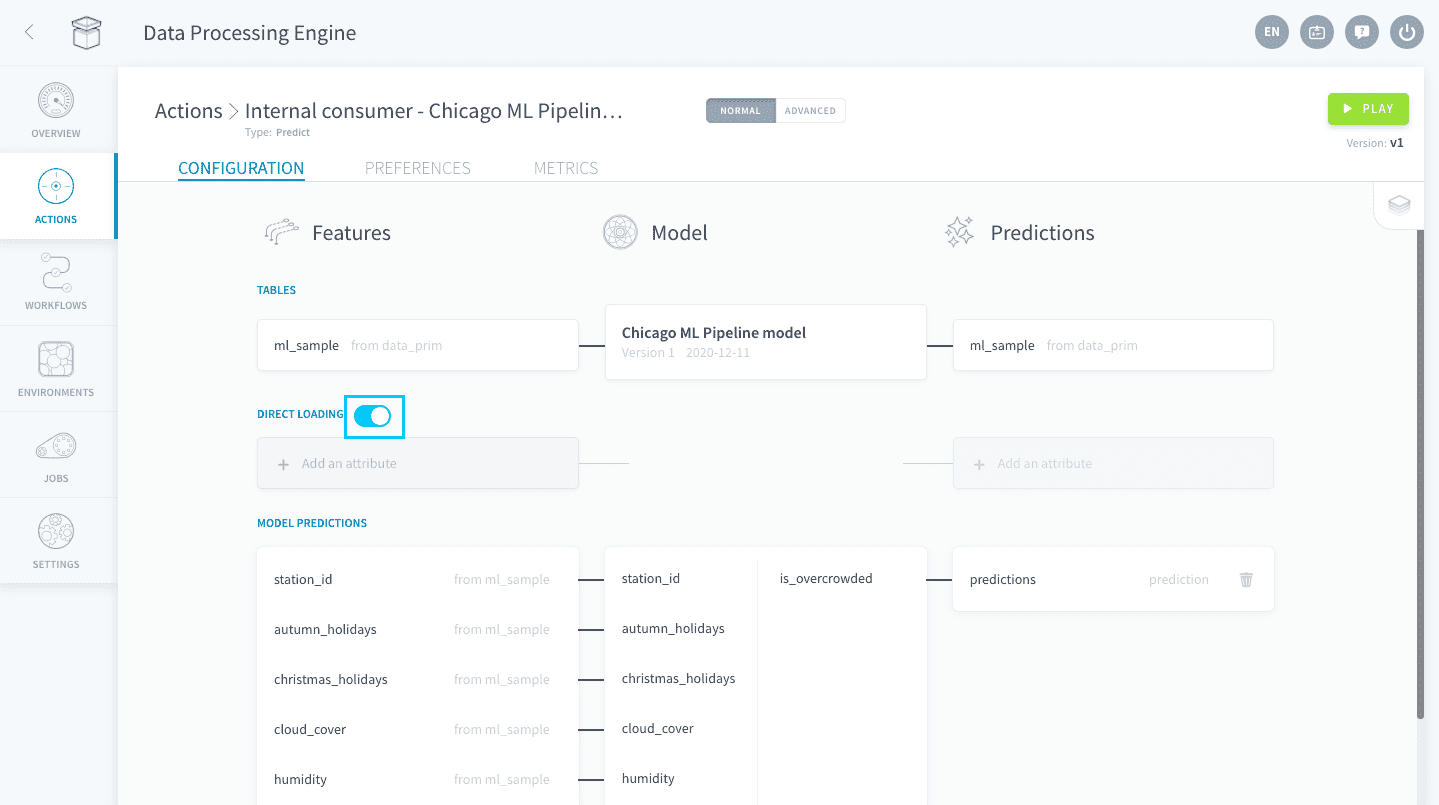 Data Processing Engine
EN
OVERVIEW
ACTIONS
WORKFLOWS
ENVIRONMENTS
JOBS
SETTINGS
Actions > Internal consumer - Chicago ML Pipelin...
Type: Predict
NORMAL ADVANCED
PLAY
Version: v1
CONFIGURATION PREFERENCES METRICS
Features Model Predictions
TABLES
ml_sample from data_prim
Chicago ML Pipeline model
Version 1 2020-12-11
ml_sample from data_prim
DIRECT LOADING
+ Add an attribute
+ Add an attribute
MODEL PREDICTIONS
station_id from ml_sample station_id is_overcrowded predictions prediction
autumn_holidays from ml_sample autumn_holidays
christmas_holidays from ml_sample christmas_holidays
cloud_cover from ml_sample cloud_cover
humidity from ml_sample humidity